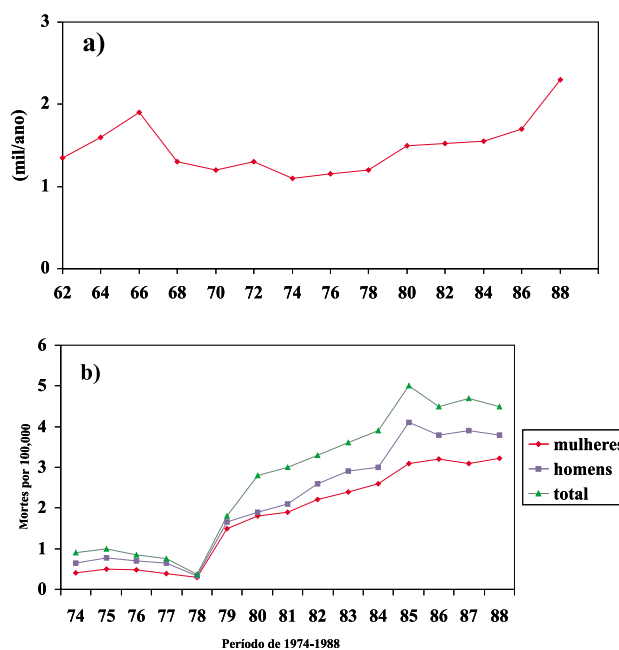 a)
(mil/ano)
3
2
1
0
62 64 66 68 70 72 74 76 78 80 82 84 86 88
b)
Mortes por 100,000
6
5
4
3
2
1
0
74 75 76 77 78 79 80 81 82 83 84 85 86 87 88
Período de 1974-1988
mulheres
homens
total